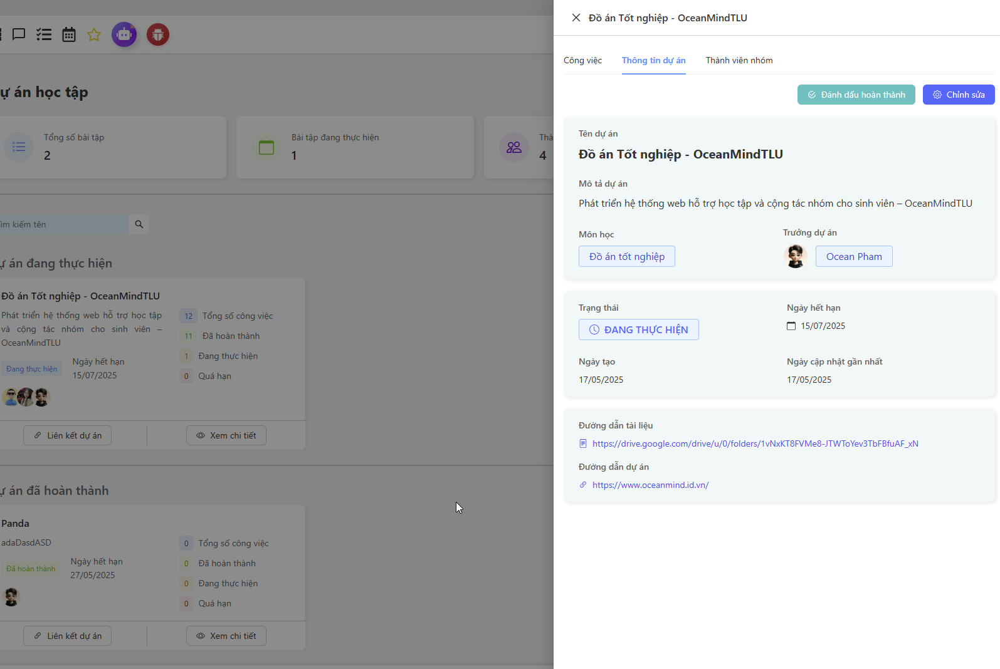 ự án học tập
Tổng số bài tập
2
Bài tập đang thực hiện
1
Thà
4
ìm kiếm tên
ự án đang thực hiện
Đồ án Tốt nghiệp - OceanMindTLU
Phát triển hệ thống web hỗ trợ học tập
và cộng tác nhóm cho sinh viên –
OceanMindTLU
Đang thực hiện
Ngày hết hạn
15/07/2025
12 Tổng số công việc
11 Đã hoàn thành
1 Đang thực hiện
0 Quá hạn
Liên kết dự án
Xem chi tiết
ự án đã hoàn thành
Panda
adaDasdASD
Đã hoàn thành
Ngày hết hạn
27/05/2025
0 Tổng số công việc
0 Đã hoàn thành
0 Đang thực hiện
0 Quá hạn
Liên kết dự án
Xem chi tiết
Đồ án Tốt nghiệp - OceanMindTLU
Công việc
Thông tin dự án
Thành viên nhóm
Đánh dấu hoàn thành
Chỉnh sửa
Tên dự án
Đồ án Tốt nghiệp - OceanMindTLU
Mô tả dự án
Phát triển hệ thống web hỗ trợ học tập và cộng tác nhóm cho sinh viên – OceanMindTLU
Môn học
Đồ án tốt nghiệp
Trưởng dự án
Ocean Pham
Trạng thái
ĐANG THỰC HIỆN
Ngày hết hạn
15/07/2025
Ngày tạo
17/05/2025
Ngày cập nhật gần nhất
17/05/2025
Đường dẫn tài liệu
https://drive.google.com/drive/u/0/folders/1vNxKT8FVMe8-JTWToYev3TbFBfuAF_xN
Đường dẫn dự án
https://www.oceanmind.id.vn/